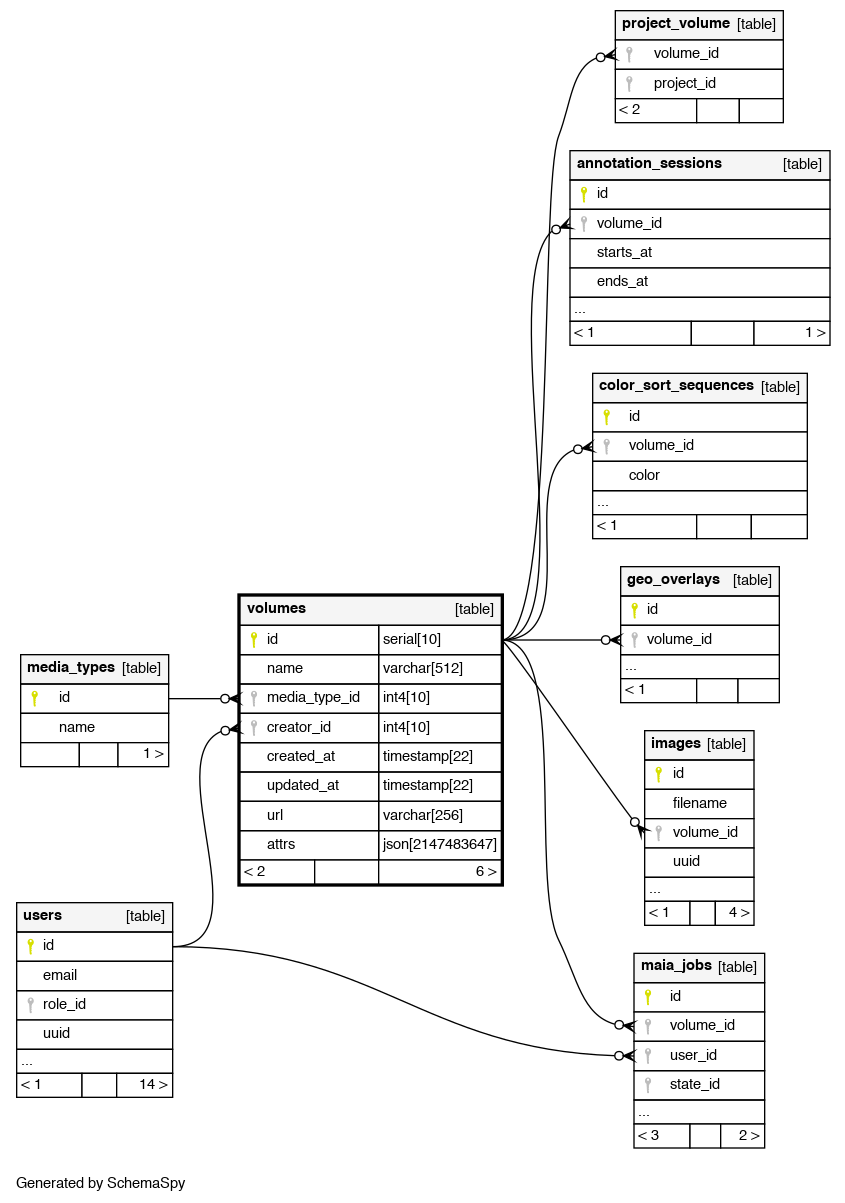 project_volume [table]
volume_id
project_id
< 2
annotation_sessions [table]
id
volume_id
starts_at
ends_at
...
< 1 1 >
color_sort_sequences [table]
id
volume_id
color
...
< 1
geo_overlays [table]
id
volume_id
...
< 1
volumes [table]
id serial[10]
name varchar[512]
media_type_id int4[10]
creator_id int4[10]
created_at timestamp[22]
updated_at timestamp[22]
url varchar[256]
attrs json[2147483647]
< 2 6 >
media_types [table]
id
name
1 >
images [table]
id
filename
volume_id
uuid
...
< 1 4 >
users [table]
id
email
role_id
uuid
...
< 1 14 >
maia_jobs [table]
id
volume_id
user_id
state_id
...
< 3 2 >
Generated by SchemaSpy